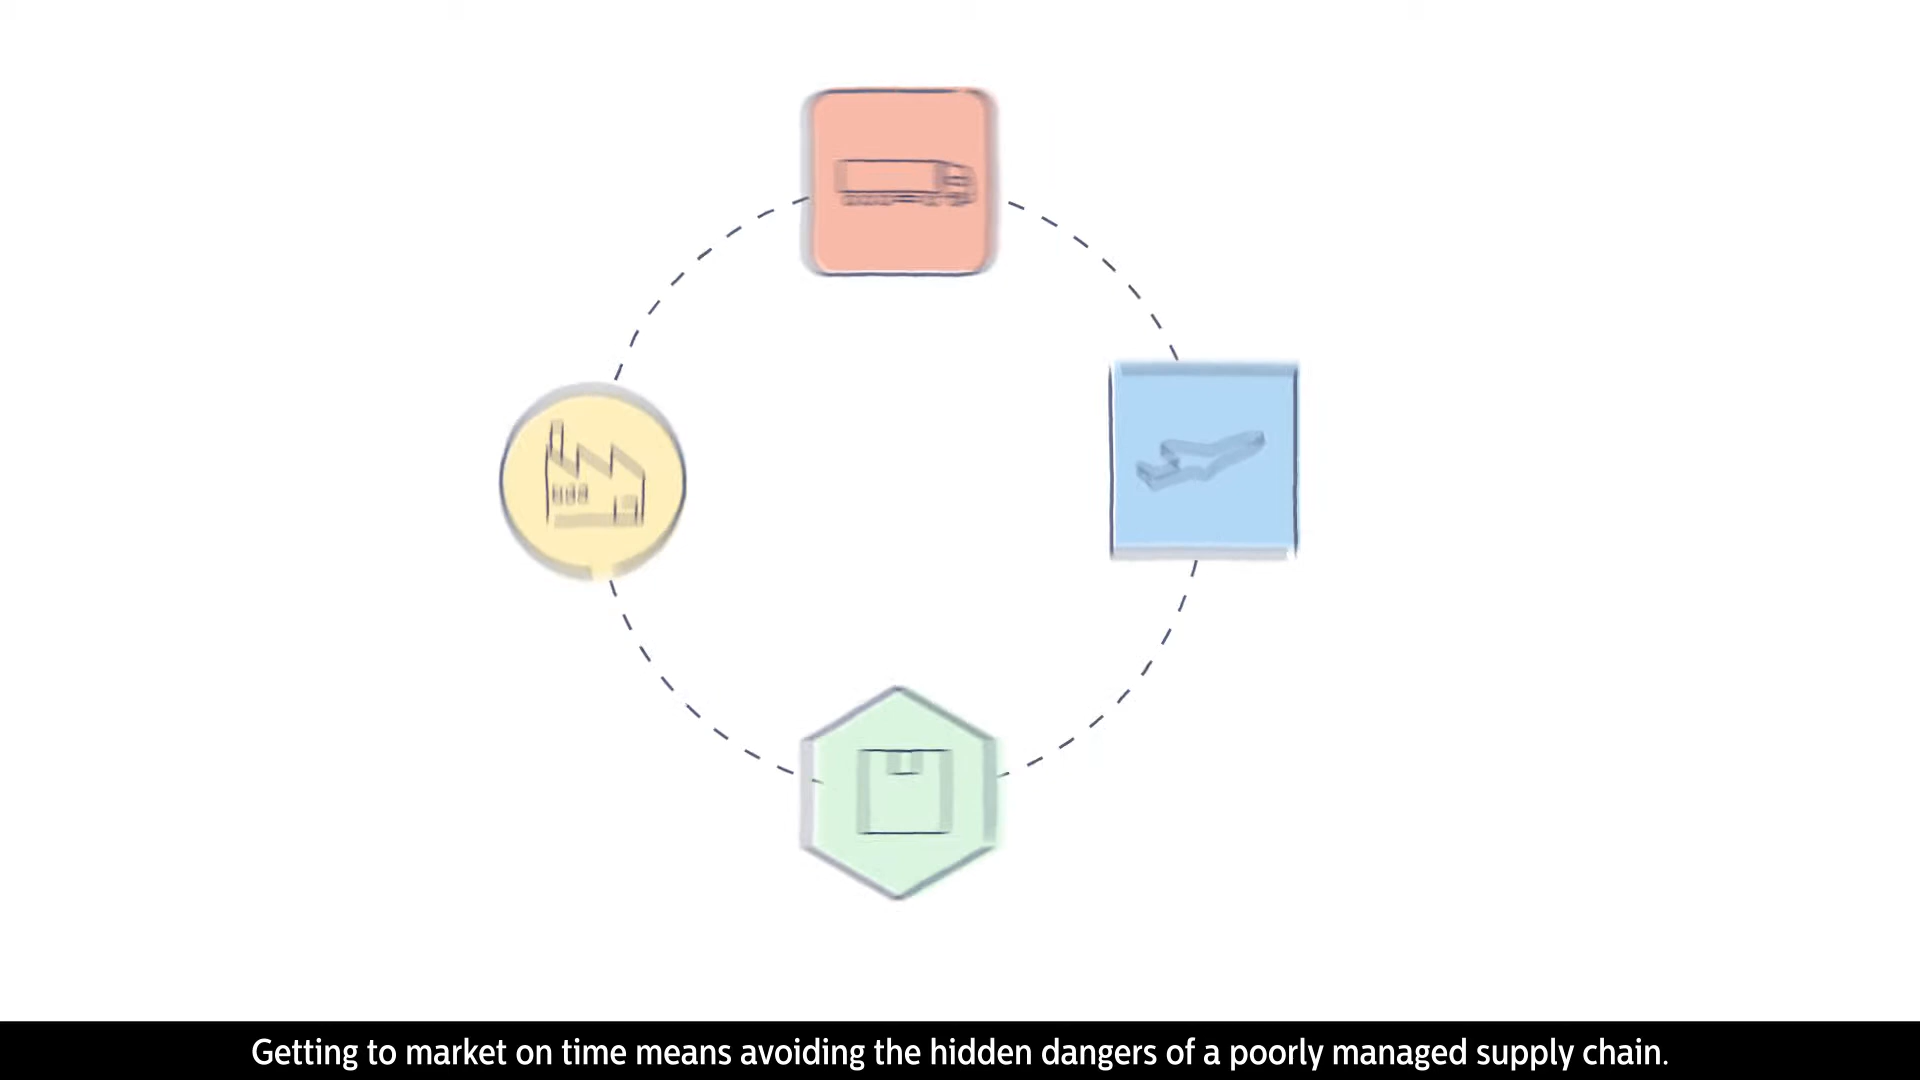 Getting to market on time means avoiding the hidden dangers of a poorly managed supply chain.